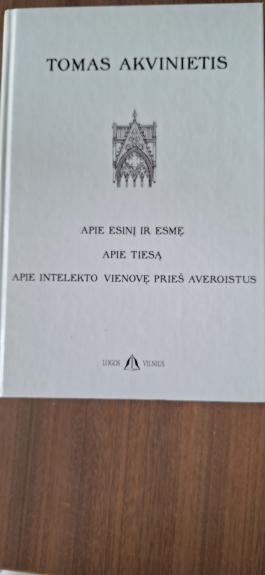 TOMAS AKVINIETIS
APIE ESINĮ IR ESMĘ
APIE TIESĄ
APIE INTELEKTO VIENOVĘ PRIEŠ AVEROISTUS
LOGOS VILNIUS